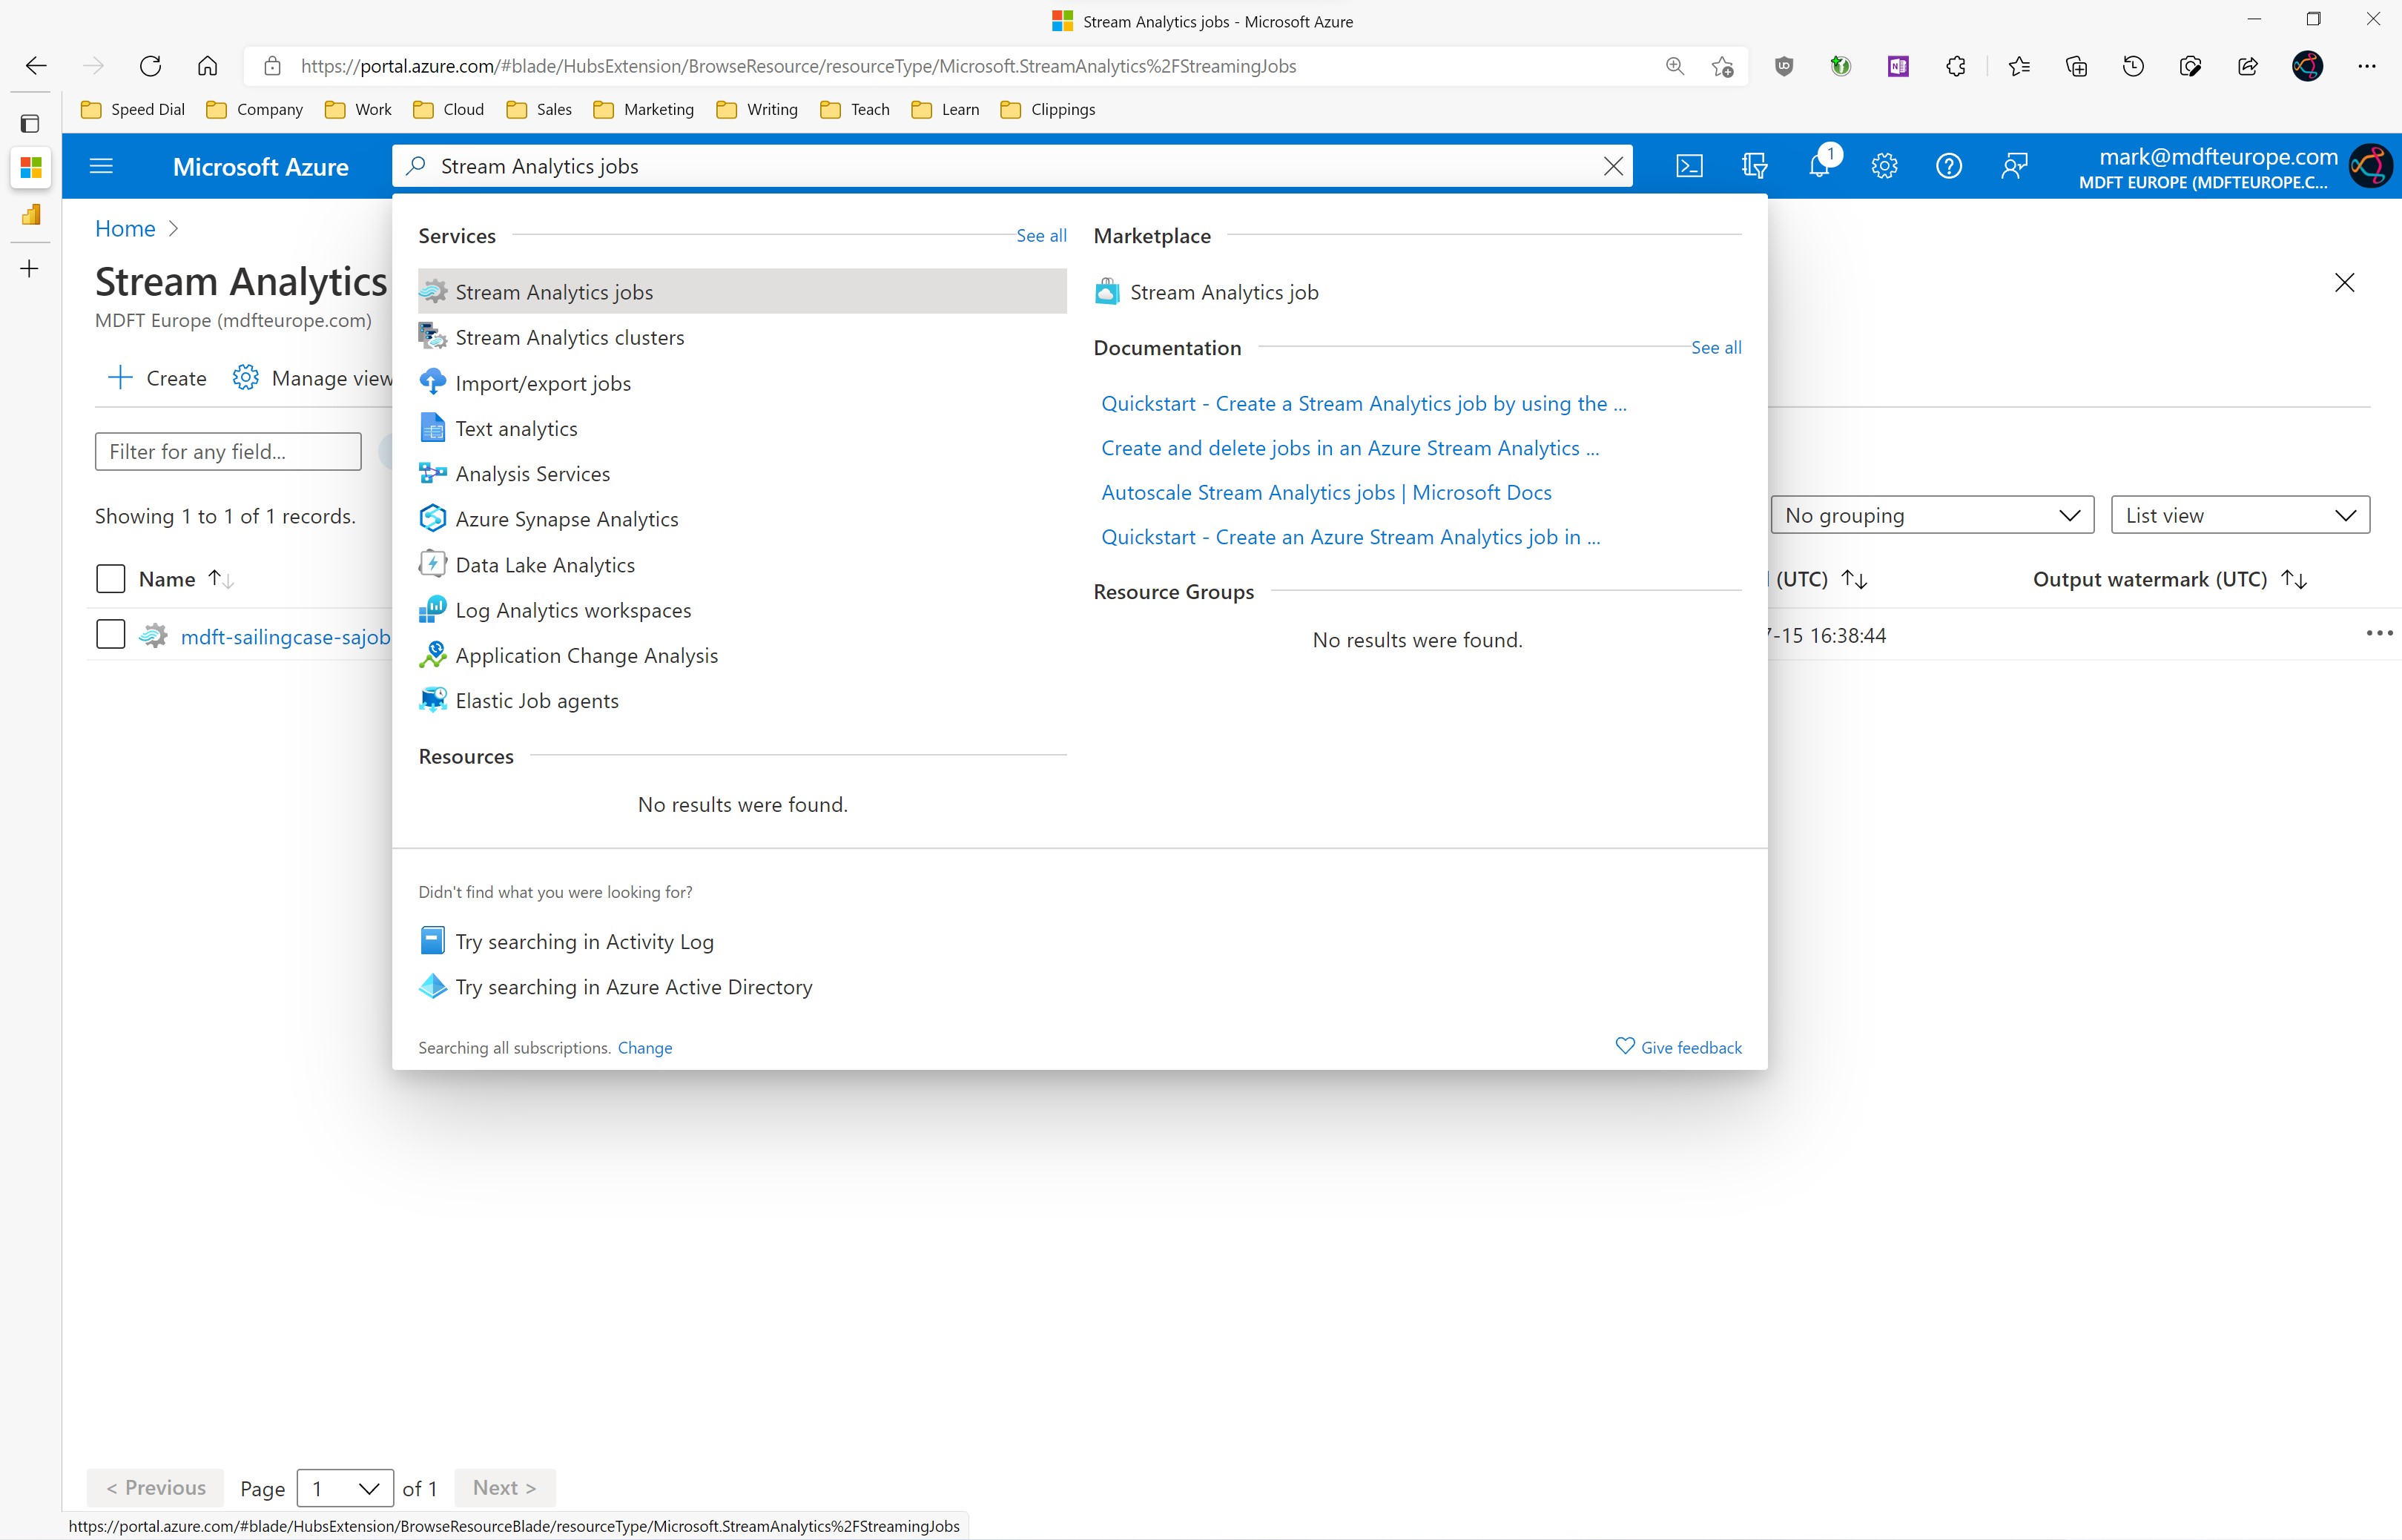 Stream Analytics jobs - Microsoft Azure
https://portal.azure.com/#blade/HubsExtension/BrowseResource/resourceType/Microsoft.StreamAnalytics%2FStreamingJobs
Speed Dial
Company
Work
Cloud
Sales
Marketing
Writing
Teach
Learn
Clippings
Microsoft Azure
Stream Analytics jobs
1
mark@mdfteurope.com
MDFT EUROPE (MDFTEUROPE.C...
Home
Stream Analytics
MDFT Europe (mdfteurope.com)
Create
Manage view
Filter for any field...
Showing 1 to 1 of 1 records.
No grouping
List view
Name
(UTC)
Output watermark (UTC)
mdft-sailingcase-sajob
-15 16:38:44
Services
See all
Stream Analytics jobs
Stream Analytics clusters
Import/export jobs
Text analytics
Analysis Services
Azure Synapse Analytics
Data Lake Analytics
Log Analytics workspaces
Application Change Analysis
Elastic Job agents
Resources
No results were found.
Marketplace
Stream Analytics job
Documentation
See all
Quickstart - Create a Stream Analytics job by using the ...
Create and delete jobs in an Azure Stream Analytics ...
Autoscale Stream Analytics jobs | Microsoft Docs
Quickstart - Create an Azure Stream Analytics job in ...
Resource Groups
No results were found.
Didn't find what you were looking for?
Try searching in Activity Log
Try searching in Azure Active Directory
Searching all subscriptions. Change
Give feedback
< Previous
Page
1
of 1
Next >
https://portal.azure.com/#blade/HubsExtension/BrowseResourceBlade/resourceType/Microsoft.StreamAnalytics%2FStreamingJobs